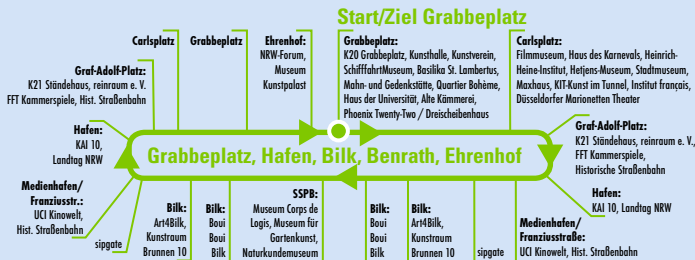 Start/Ziel Grabbeplatz
Carlsplatz
Grabbeplatz
Ehrenhof:
NRW-Forum,
Museum
Kunstpalast
Grabbeplatz:
K20 Grabbeplatz, Kunsthalle, Kunstverein,
SchifffahrtMuseum, Basilika St. Lambertus,
Mahn- und Gedenkstätte, Quartier Bohème,
Haus der Universität, Alte Kämmerei,
Phoenix Twenty-Two / Dreischeibenhaus
Carlsplatz:
Filmmuseum, Haus des Karnevals, Heinrich-
Heine-Institut, Hetjens-Museum, Stadtmuseum,
Maxhaus, KIT-Kunst im Tunnel, Institut français,
Düsseldorfer Marionetten Theater
Graf-Adolf-Platz:
K21 Ständehaus, reinraum e. V.
FFT Kammerspiele, Hist. Straßenbahn
Hafen:
KAI 10,
Landtag NRW
Medienhafen/
Franziusstr.:
UCI Kinowelt,
Hist. Straßenbahn
sipgate
Grabbeplatz, Hafen, Bilk, Benrath, Ehrenhof
Graf-Adolf-Platz:
K21 Ständehaus, reinraum e. V.,
FFT Kammerspiele,
Historische Straßenbahn
Hafen:
KAI 10, Landtag NRW
Bilk:
Art4Bilk,
Kunstraum
Brunnen 10
Bilk:
Boui
Boui
Bilk
SSPB:
Museum Corps de
Logis, Museum für
Gartenkunst,
Naturkundemuseum
Bilk:
Boui
Boui
Bilk
Bilk:
Art4Bilk,
Kunstraum
Brunnen 10
sipgate
Medienhafen/
Franziusstraße:
UCI Kinowelt, Hist. Straßenbahn